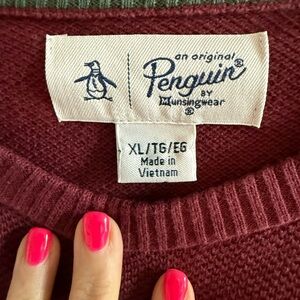 an original
Penguin®
BY
Munsingwear
®
XL/TG/EG
Made in
Vietnam